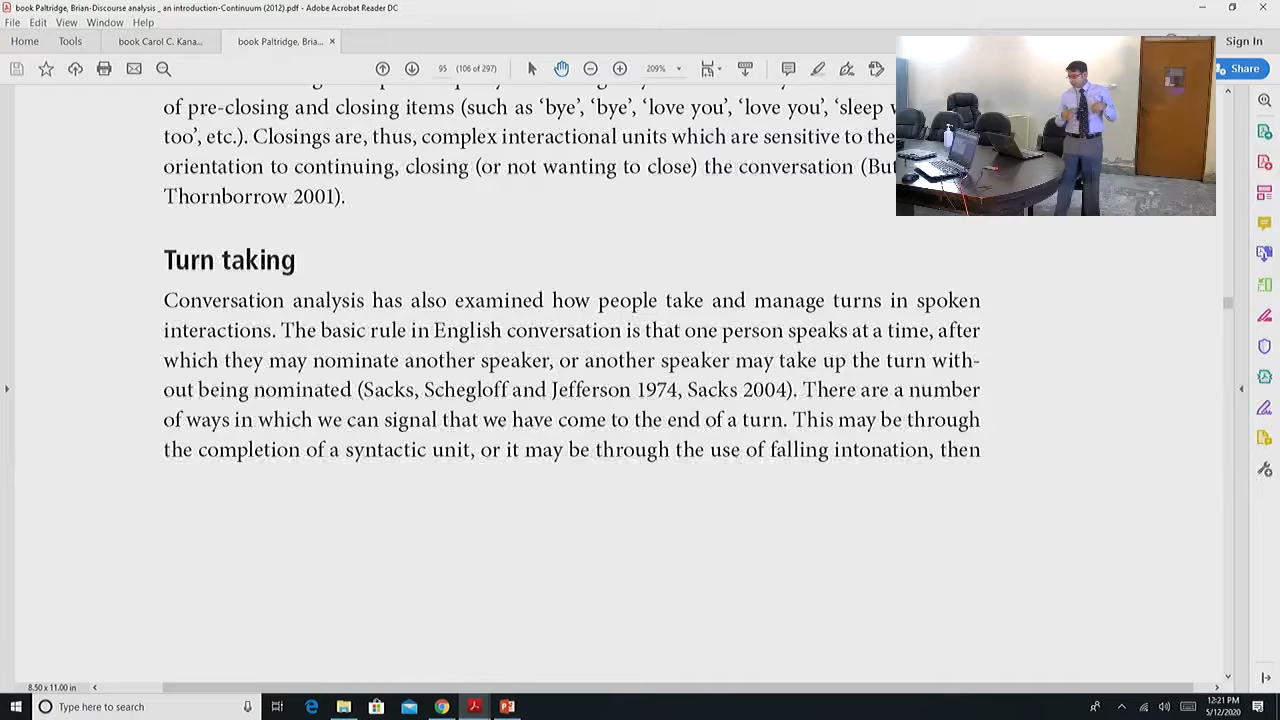 book Paltridge, Brian-Discourse analysis _ an introduction-Continuum (2012).pdf - Adobe Acrobat Reader DC
File Edit View Window Help
Home Tools book Carol C. Kana... book Paltridge, Bria... × Sign In
95 (106 of 297) 209% Share
of pre-closing and closing items (such as ‘bye’, ‘bye’, ‘love you’, ‘love you’, ‘sleep
too’, etc.). Closings are, thus, complex interactional units which are sensitive to the
orientation to continuing, closing (or not wanting to close) the conversation (But
Thornborrow 2001).
Turn taking
Conversation analysis has also examined how people take and manage turns in spoken
interactions. The basic rule in English conversation is that one person speaks at a time, after
which they may nominate another speaker, or another speaker may take up the turn with-
out being nominated (Sacks, Schegloff and Jefferson 1974, Sacks 2004). There are a number
of ways in which we can signal that we have come to the end of a turn. This may be through
the completion of a syntactic unit, or it may be through the use of falling intonation, then
8.50 x 11.00 in
Type here to search
12:21 PM
5/12/2020